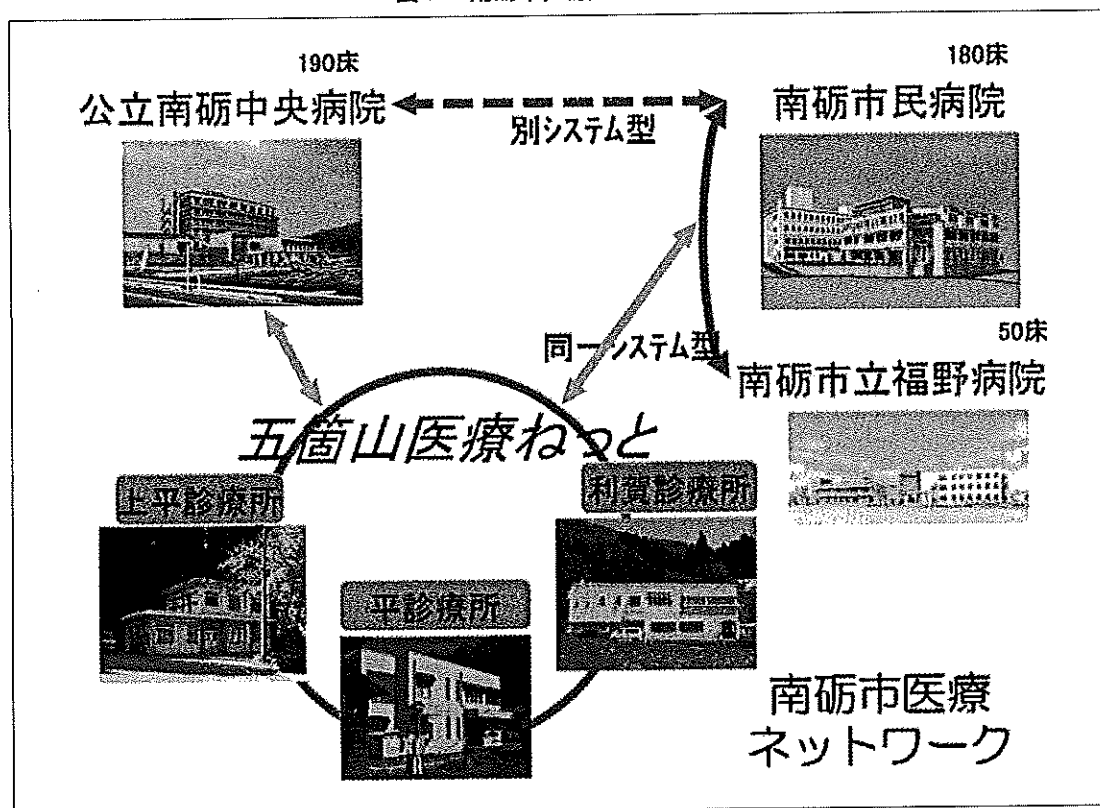 190床
公立南砺中央病院
180床
南砺市民病院
別システム型
同一システム型
50床
南砺市立福野病院
五箇山医療ねっと
上平診療所
利賀診療所
平診療所
南砺市医療
ネットワーク